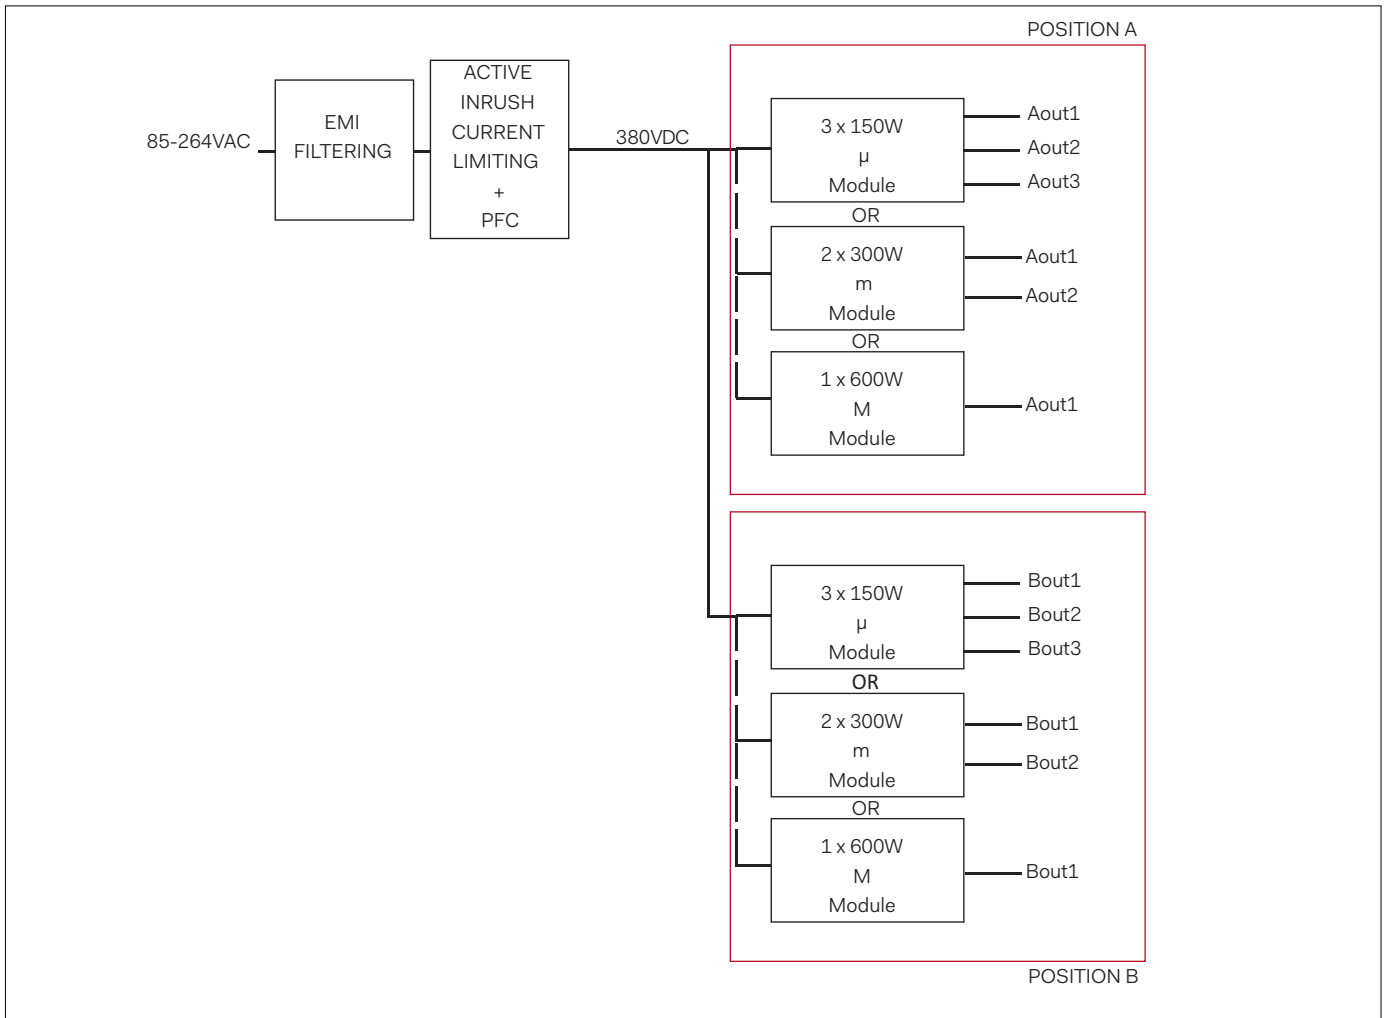 POSITION A
85-264VAC
EMI
FILTERING
ACTIVE
INRUSH
CURRENT
LIMITING
+
PFC
380VDC
3 x 150W
µ
Module
Aout1
Aout2
Aout3
OR
2 x 300W
m
Module
Aout1
Aout2
OR
1 x 600W
M
Module
Aout1
3 x 150W
µ
Module
Bout1
Bout2
Bout3
OR
2 x 300W
m
Module
Bout1
Bout2
OR
1 x 600W
M
Module
Bout1
POSITION B